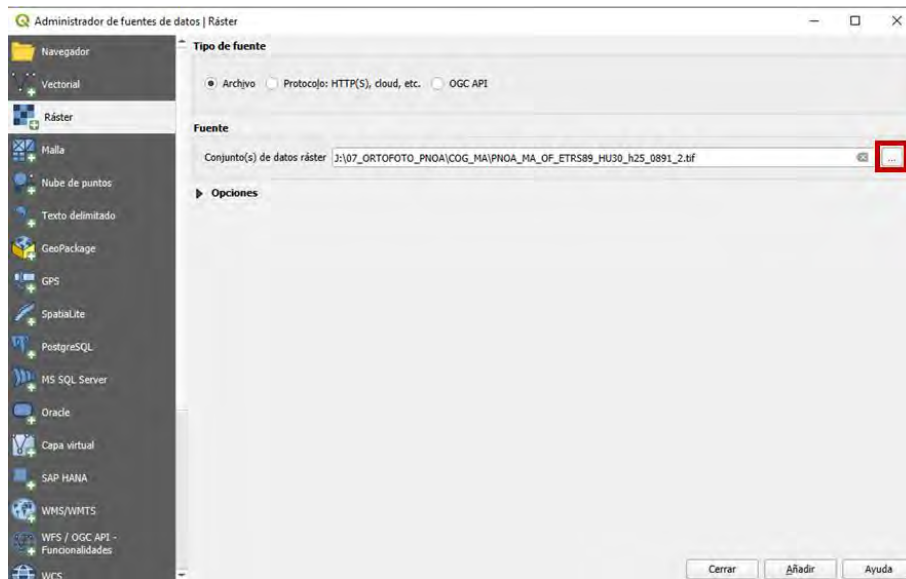 Administrador de fuentes de datos | Ráster
Navegador
Vectorial
Ráster
Malla
Nube de puntos
Texto delimitado
GeoPackage
GPS
SpatiaLite
PostgreSQL
MS SQL Server
Oracle
Capa virtual
SAP HANA
WMS/WMTS
WFS / OGC API -
Funcionalidades
WCS
Tipo de fuente
Archivo Protocolo: HTTP(S), cloud, etc. OGC API
Fuente
Conjunto(s) de datos ráster J:\07_ORTOFOTO_PNOA\COG_MA\PNOA_MA_OF_ETRS89_HU30_h25_0891_2.tif ...
Opciones
Cerrar Añadir Ayuda